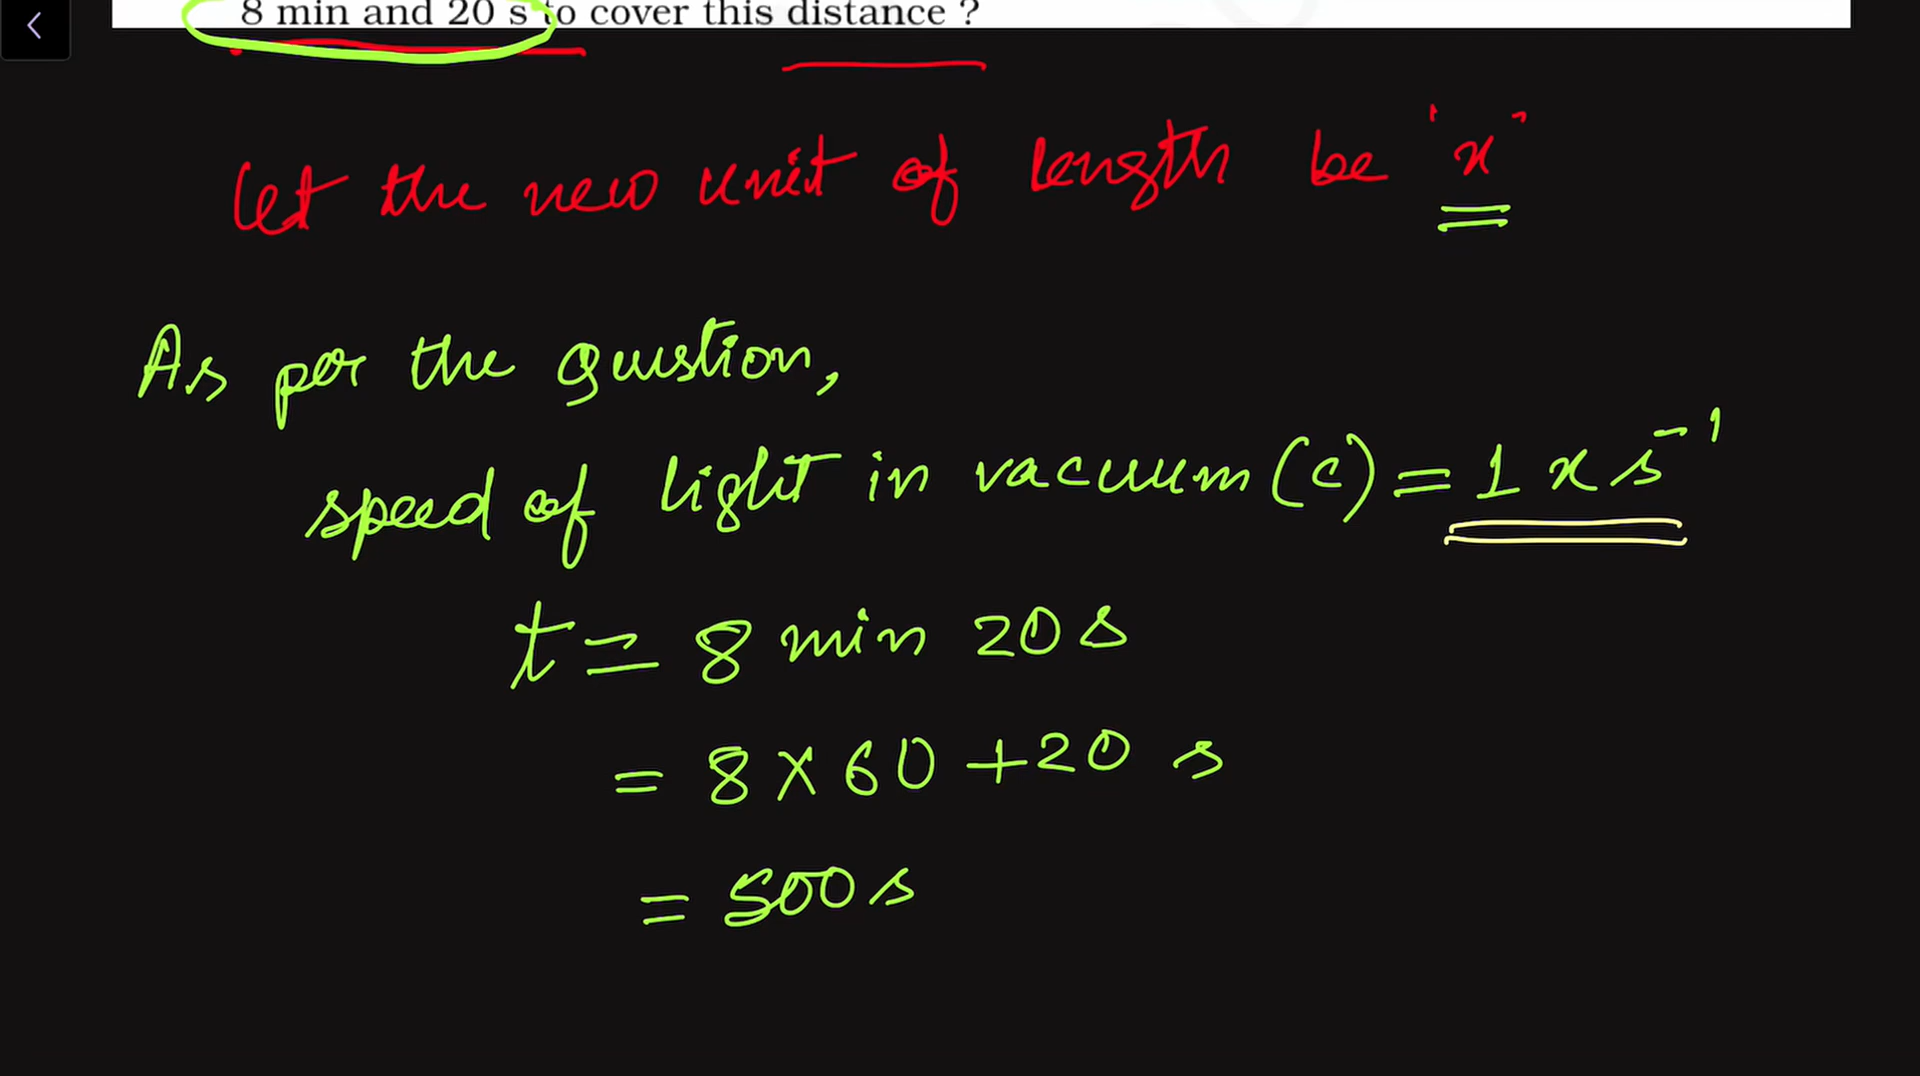 8 min and 20 s to cover this distance ?
let the new unit of length be 'x'
As per the question,
speed of light in vacuum (c) = 1 x s⁻¹
t = 8 min 20 s
= 8 × 60 + 20 s
= 500 s